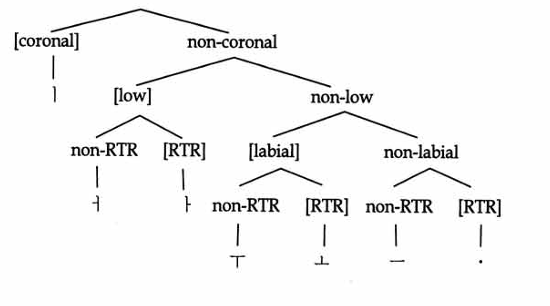 [coronal] non-coronal
ㅣ [low] non-low
non-RTR [RTR] [labial] non-labial
ㅓ ㅏ non-RTR [RTR] non-RTR [RTR]
ㅜ ㅗ ㅡ ㆍ